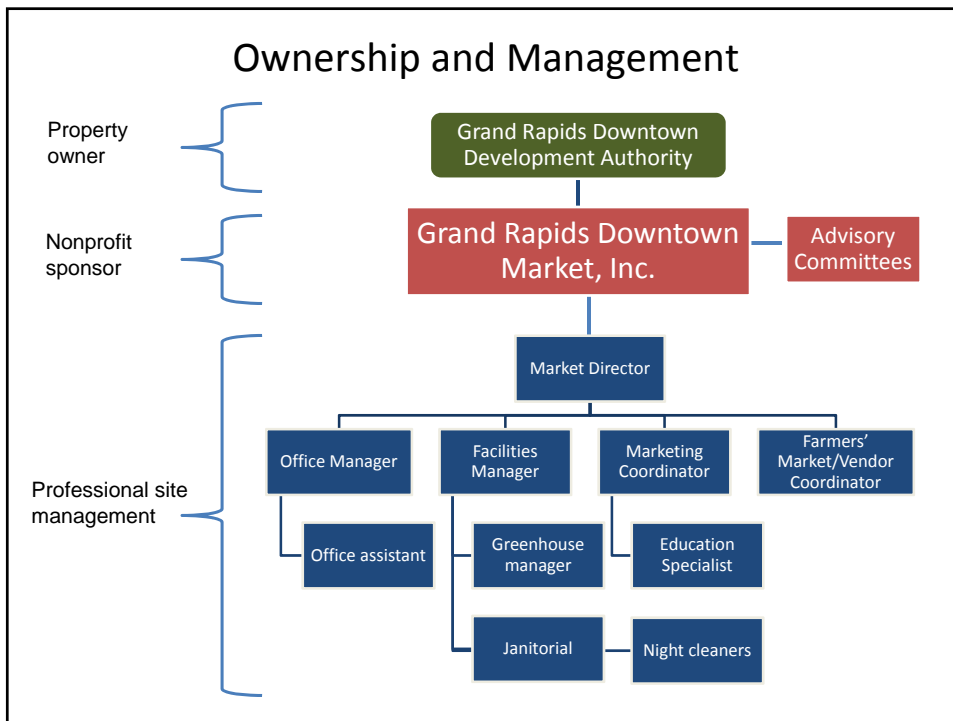 Ownership and Management
Property
owner
Grand Rapids Downtown
Development Authority
Nonprofit
sponsor
Grand Rapids Downtown
Market, Inc.
Advisory
Committees
Professional site
management
Market Director
Office Manager
Facilities
Manager
Marketing
Coordinator
Farmers’
Market/Vendor
Coordinator
Office assistant
Greenhouse
manager
Education
Specialist
Janitorial
Night cleaners